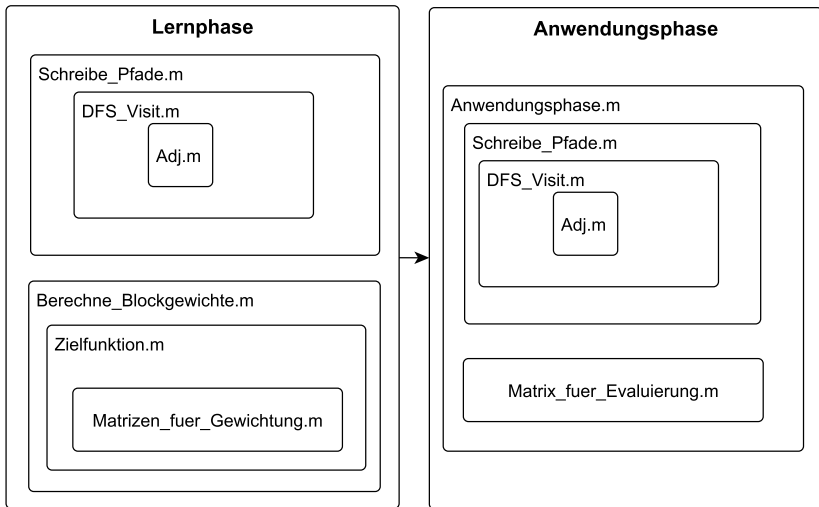 Lernphase
Schreibe_Pfade.m
DFS_Visit.m
Adj.m
Berechne_Blockgewichte.m
Zielfunktion.m
Matrizen_fuer_Gewichtung.m
Anwendungsphase
Anwendungsphase.m
Schreibe_Pfade.m
DFS_Visit.m
Adj.m
Matrix_fuer_Evaluierung.m